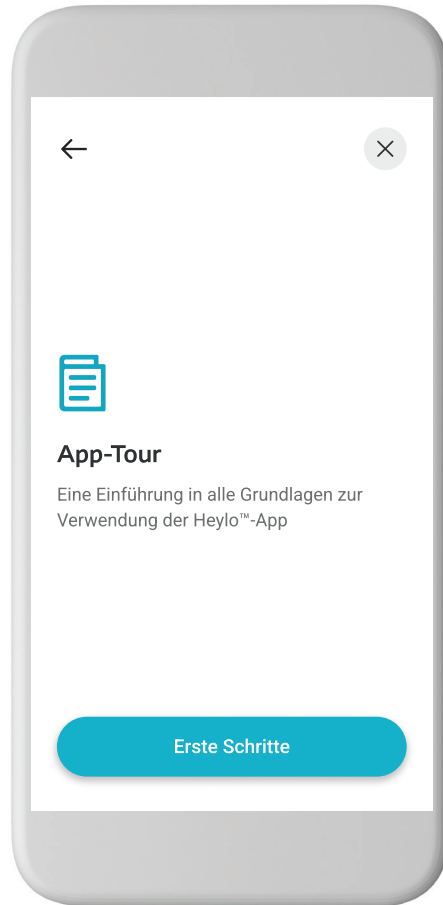 App-Tour
Eine Einführung in alle Grundlagen zur
Verwendung der Heylo™-App
Erste Schritte